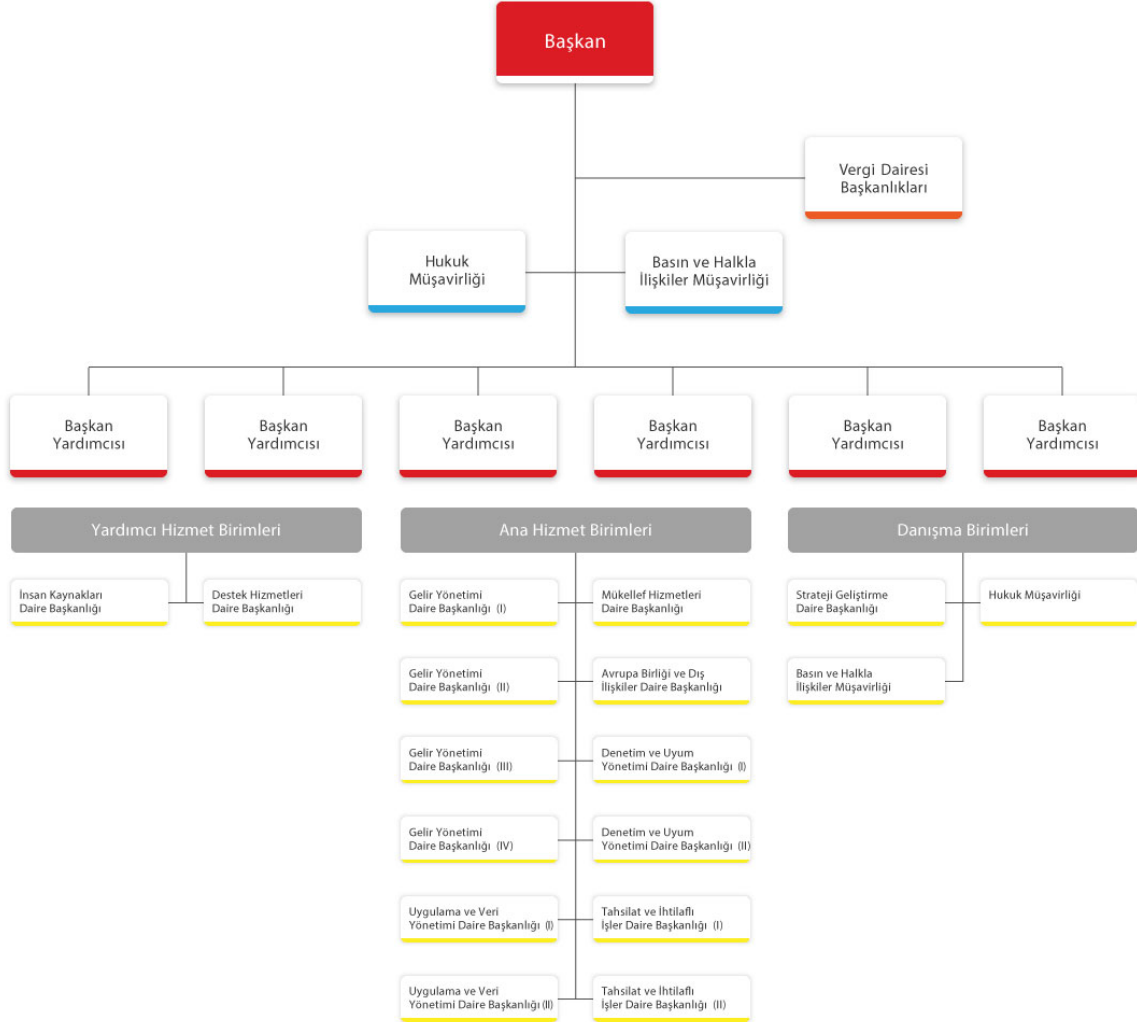 Başkan
Vergi Dairesi
Başkanlıkları
Hukuk
Müşavirliği
Basın ve Halkla
İlişkiler Müşavirliği
Başkan
Yardımcısı
Başkan
Yardımcısı
Başkan
Yardımcısı
Başkan
Yardımcısı
Başkan
Yardımcısı
Başkan
Yardımcısı
Yardımcı Hizmet Birimleri
İnsan Kaynakları
Daire Başkanlığı
Destek Hizmetleri
Daire Başkanlığı
Ana Hizmet Birimleri
Gelir Yönetimi
Daire Başkanlığı (I)
Mükellef Hizmetleri
Daire Başkanlığı
Gelir Yönetimi
Daire Başkanlığı (II)
Avrupa Birliği ve Dış
İlişkiler Daire Başkanlığı
Gelir Yönetimi
Daire Başkanlığı (III)
Denetim ve Uyum
Yönetimi Daire Başkanlığı (I)
Gelir Yönetimi
Daire Başkanlığı (IV)
Denetim ve Uyum
Yönetimi Daire Başkanlığı (II)
Uygulama ve Veri
Yönetimi Daire Başkanlığı (I)
Tahsilat ve İhtilaflı
İşler Daire Başkanlığı (I)
Uygulama ve Veri
Yönetimi Daire Başkanlığı (II)
Tahsilat ve İhtilaflı
İşler Daire Başkanlığı (II)
Danışma Birimleri
Strateji Geliştirme
Daire Başkanlığı
Hukuk Müşavirliği
Basın ve Halkla
İlişkiler Müşavirliği